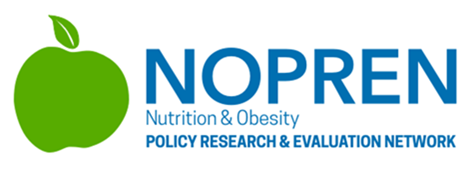 NOPREN
Nutrition & Obesity
POLICY RESEARCH & EVALUATION NETWORK